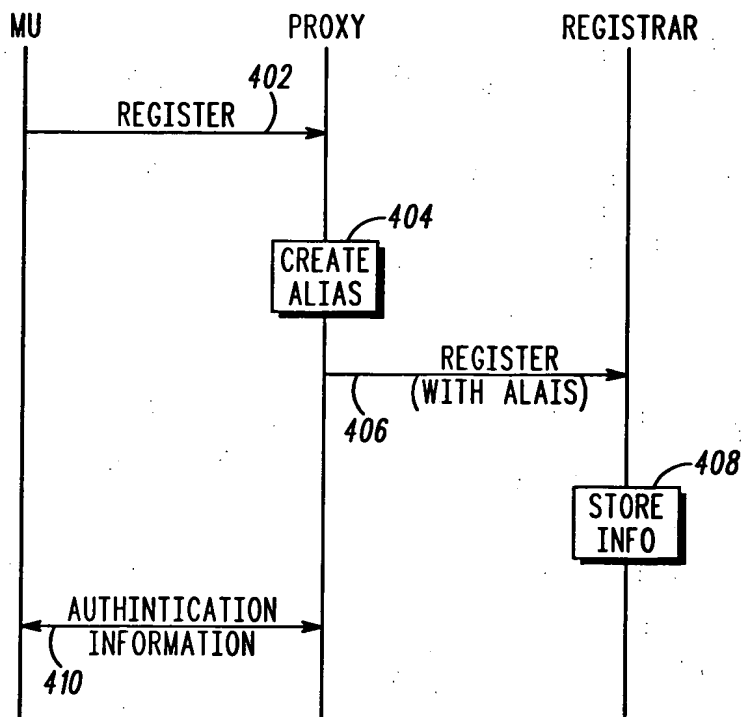 MU PROXY REGISTRAR
402
REGISTER
404
CREATE
ALIAS
REGISTER
(WITH ALAIS)
406
408
STORE
INFO
AUTHINTICATION
INFORMATION
410